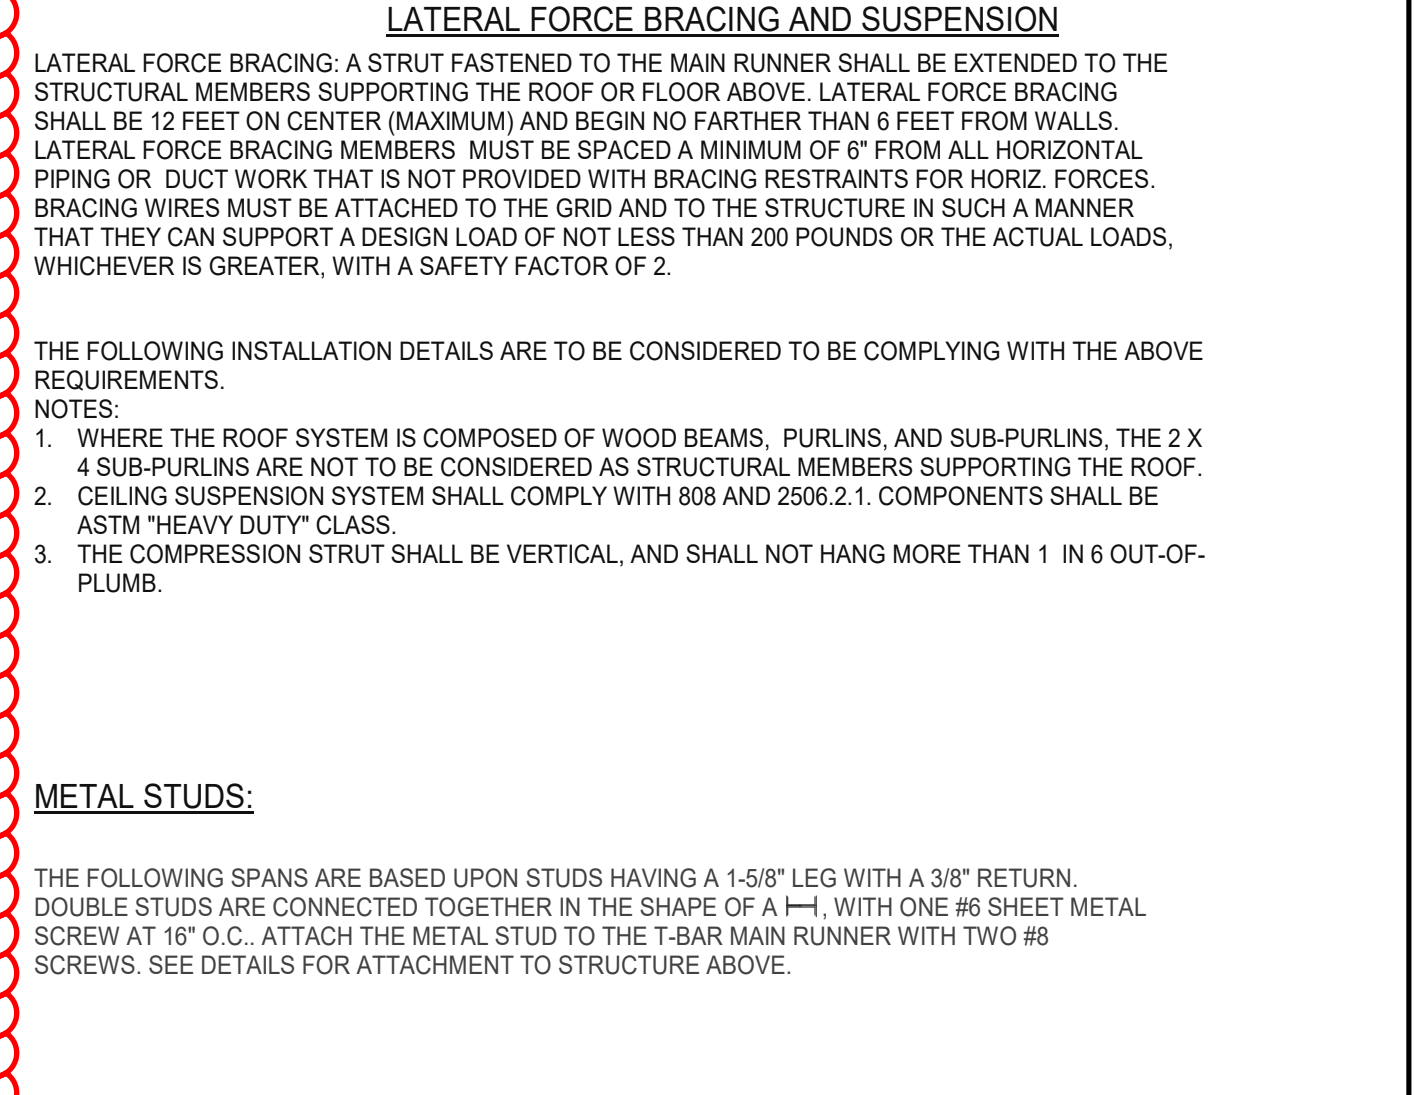 LATERAL FORCE BRACING AND SUSPENSION
LATERAL FORCE BRACING: A STRUT FASTENED TO THE MAIN RUNNER SHALL BE EXTENDED TO THE
STRUCTURAL MEMBERS SUPPORTING THE ROOF OR FLOOR ABOVE. LATERAL FORCE BRACING
SHALL BE 12 FEET ON CENTER (MAXIMUM) AND BEGIN NO FARTHER THAN 6 FEET FROM WALLS.
LATERAL FORCE BRACING MEMBERS MUST BE SPACED A MINIMUM OF 6" FROM ALL HORIZONTAL
PIPING OR DUCT WORK THAT IS NOT PROVIDED WITH BRACING RESTRAINTS FOR HORIZ. FORCES.
BRACING WIRES MUST BE ATTACHED TO THE GRID AND TO THE STRUCTURE IN SUCH A MANNER
THAT THEY CAN SUPPORT A DESIGN LOAD OF NOT LESS THAN 200 POUNDS OR THE ACTUAL LOADS,
WHICHEVER IS GREATER, WITH A SAFETY FACTOR OF 2.
THE FOLLOWING INSTALLATION DETAILS ARE TO BE CONSIDERED TO BE COMPLYING WITH THE ABOVE
REQUIREMENTS.
NOTES:
1. WHERE THE ROOF SYSTEM IS COMPOSED OF WOOD BEAMS, PURLINS, AND SUB-PURLINS, THE 2 X
4 SUB-PURLINS ARE NOT TO BE CONSIDERED AS STRUCTURAL MEMBERS SUPPORTING THE ROOF.
2. CEILING SUSPENSION SYSTEM SHALL COMPLY WITH 808 AND 2506.2.1. COMPONENTS SHALL BE
ASTM "HEAVY DUTY" CLASS.
3. THE COMPRESSION STRUT SHALL BE VERTICAL, AND SHALL NOT HANG MORE THAN 1 IN 6 OUT-OF-
PLUMB.
METAL STUDS:
THE FOLLOWING SPANS ARE BASED UPON STUDS HAVING A 1-5/8" LEG WITH A 3/8" RETURN.
DOUBLE STUDS ARE CONNECTED TOGETHER IN THE SHAPE OF A , WITH ONE #6 SHEET METAL
SCREW AT 16" O.C.. ATTACH THE METAL STUD TO THE T-BAR MAIN RUNNER WITH TWO #8
SCREWS. SEE DETAILS FOR ATTACHMENT TO STRUCTURE ABOVE.